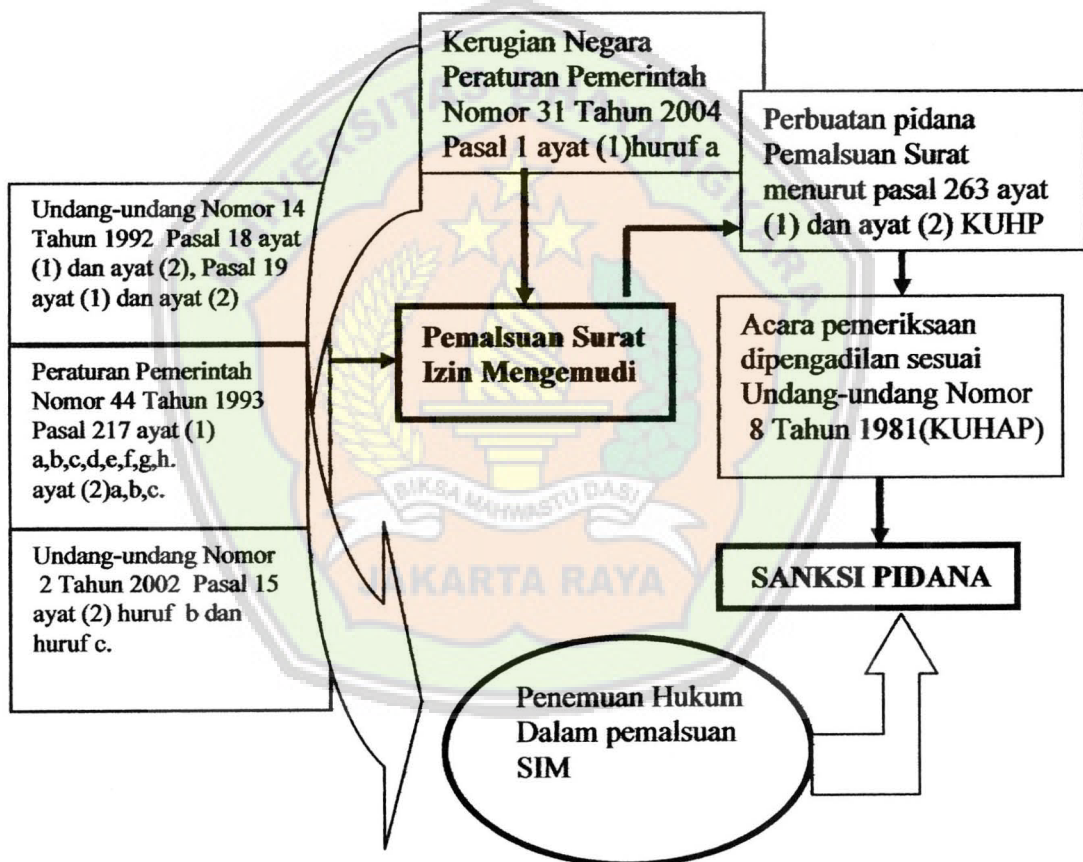 Kerugian Negara
Peraturan Pemerintah
Nomor 31 Tahun 2004
Pasal 1 ayat (1)huruf a
Perbuatan pidana
Pemalsuan Surat
menurut pasal 263 ayat
(1) dan ayat (2) KUHP
Undang-undang Nomor 14
Tahun 1992 Pasal 18 ayat
(1) dan ayat (2), Pasal 19
ayat (1) dan ayat (2)
Peraturan Pemerintah
Nomor 44 Tahun 1993
Pasal 217 ayat (1)
a,b,c,d,e,f,g,h.
ayat (2)a,b,c.
Undang-undang Nomor
2 Tahun 2002 Pasal 15
ayat (2) huruf b dan
huruf c.
Pemalsuan Surat
Izin Mengemudi
Acara pemeriksaan
dipengadilan sesuai
Undang-undang Nomor
8 Tahun 1981(KUHAP)
SANKSI PIDANA
Penemuan Hukum
Dalam pemalsuan
SIM
BIKSA MAHWASTU DASI
JAKARTA RAYA